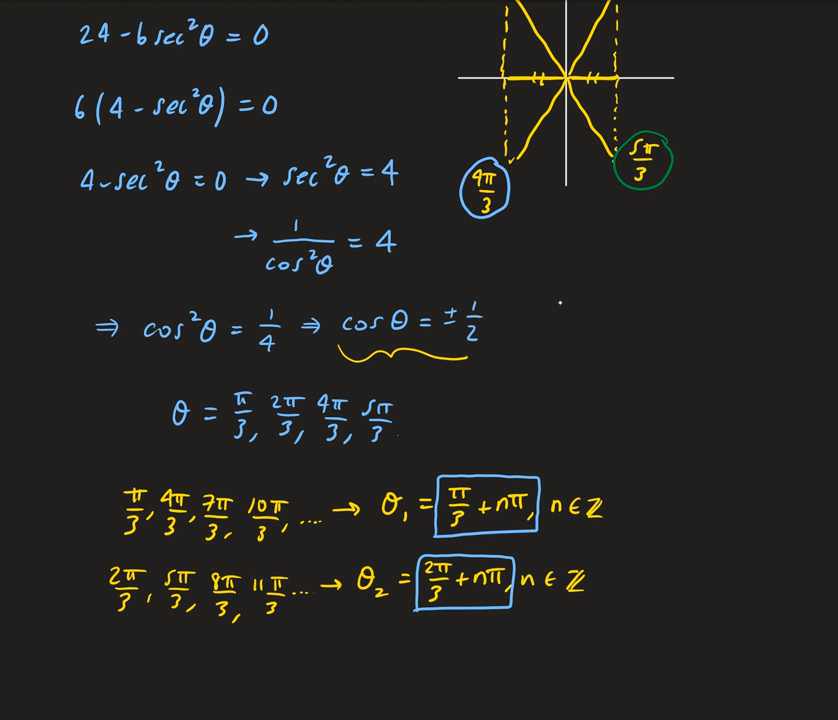 24 - 6 sec²θ = 0
6(4 - sec²θ) = 0
4 - sec²θ = 0 → sec²θ = 4
4π/3
5π/3
→ 1/cos²θ = 4
⇒ cos²θ = 1/4 ⇒ cos θ = ± 1/2
θ = π/3, 2π/3, 4π/3, 5π/3
π/3, 4π/3, 7π/3, 10π/3, .... → θ₁ = π/3 + nπ, n ∈ ℤ
2π/3, 5π/3, 8π/3, 11π/3 .... → θ₂ = 2π/3 + nπ, n ∈ ℤ